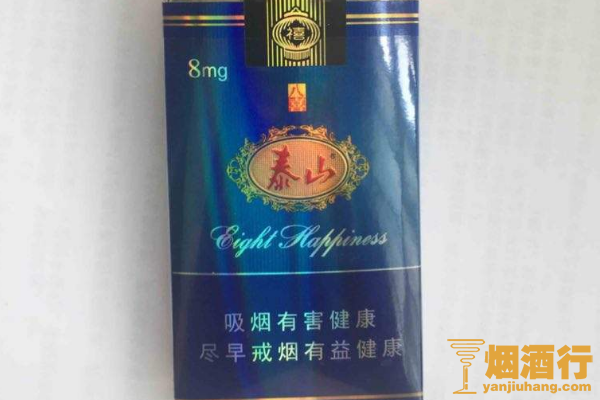 禧
8mg
八喜
泰山
Eight Happiness
吸烟有害健康
尽早戒烟有益健康
烟酒行
yanjiuhang.com